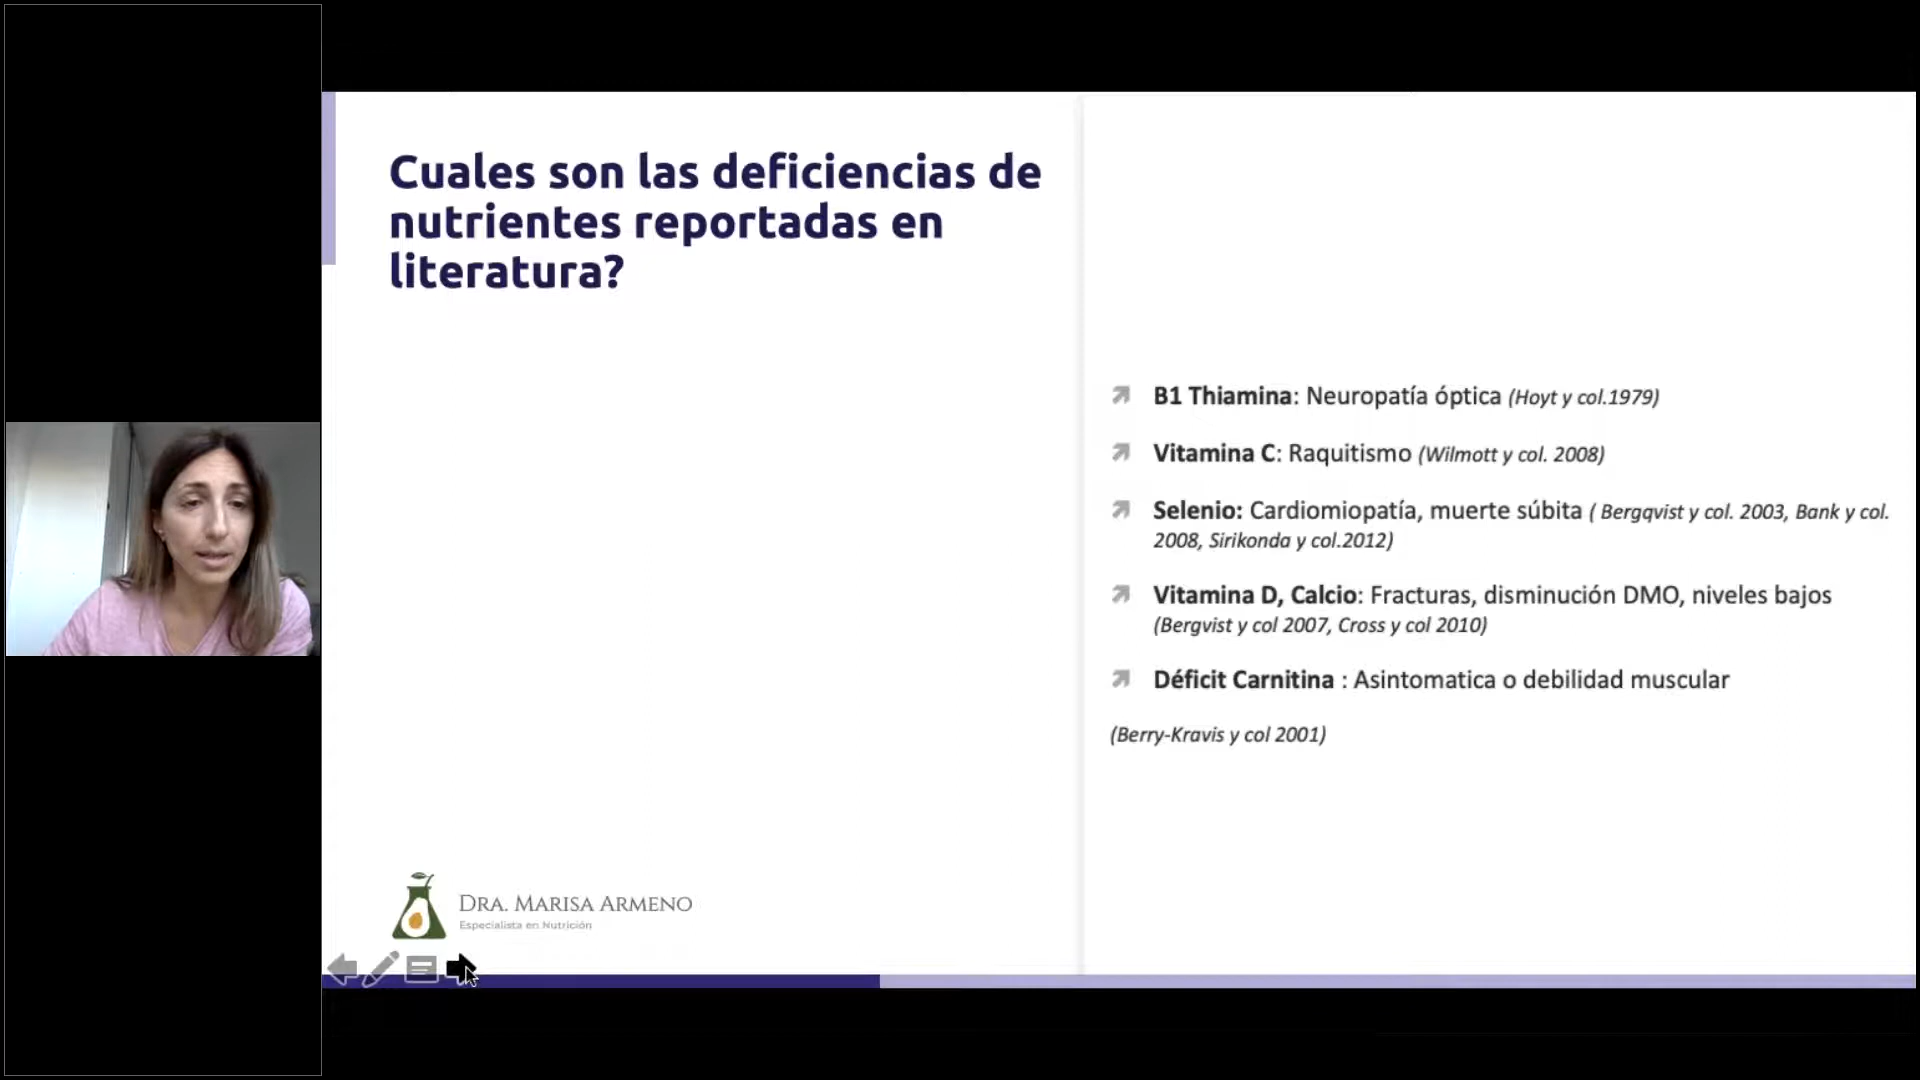 Cuales son las deficiencias de
nutrientes reportadas en
literatura?
B1 Thiamina: Neuropatía óptica (Hoyt y col.1979)
Vitamina C: Raquitismo (Wilmott y col. 2008)
Selenio: Cardiomiopatía, muerte súbita ( Bergqvist y col. 2003, Bank y col.
2008, Sirikonda y col.2012)
Vitamina D, Calcio: Fracturas, disminución DMO, niveles bajos
(Bergvist y col 2007, Cross y col 2010)
Déficit Carnitina : Asintomatica o debilidad muscular
(Berry-Kravis y col 2001)
DRA. MARISA ARMENO
Especialista en Nutrición